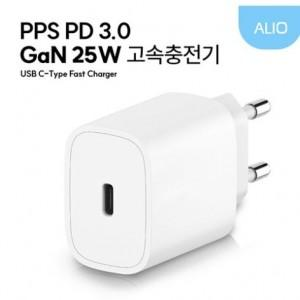 PPS PD 3.0
GaN 25W 고속충전기
USB C-Type Fast Charger
ALIO